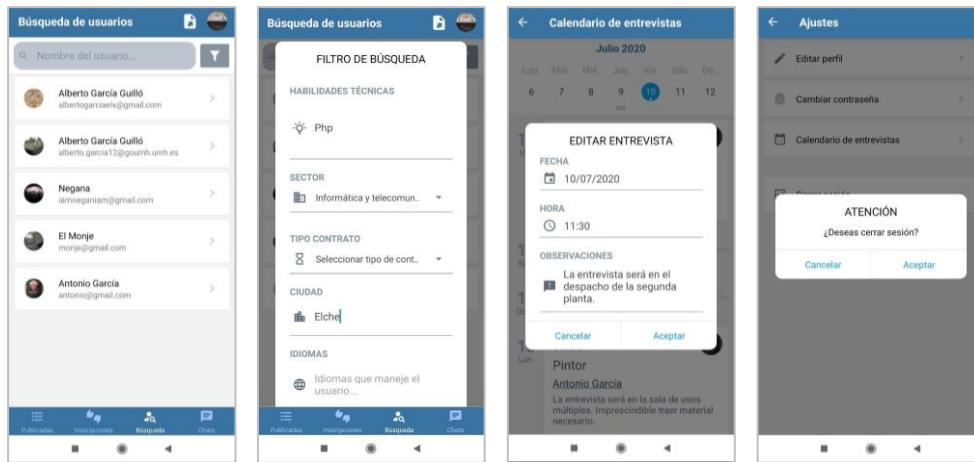 Búsqueda de usuarios
Nombre del usuario...
Alberto García Guilló
albertogarciaelx@gmail.com
Alberto García Guilló
alberto.garcia12@goumh.umh.es
Negana
iamneganiam@gmail.com
El Monje
monje@gmail.com
Antonio García
antonio@gmail.com
Publicadas Inscripciones Búsqueda Chats
Búsqueda de usuarios
FILTRO DE BÚSQUEDA
HABILIDADES TÉCNICAS
Php
SECTOR
Informática y telecomun..
TIPO CONTRATO
Seleccionar tipo de cont..
CIUDAD
Elche
IDIOMAS
Idiomas que maneje el
usuario...
Publicadas Inscripciones Búsqueda Chats
Calendario de entrevistas
Julio 2020
Lun. Mar. Mié. Jue. Vie. Sáb. Do..
6 7 8 9 10 11 12
EDITAR ENTREVISTA
FECHA
10/07/2020
HORA
11:30
OBSERVACIONES
La entrevista será en el
despacho de la segunda
planta.
Cancelar Aceptar
Lun.
Pintor
Antonio García
La entrevista será en la sala de usos
múltiples. Imprescindible traer material
necesario.
Ajustes
Editar perfil
Cambiar contraseña
Calendario de entrevistas
Cerrar sesión
ATENCIÓN
¿Deseas cerrar sesión?
Cancelar Aceptar